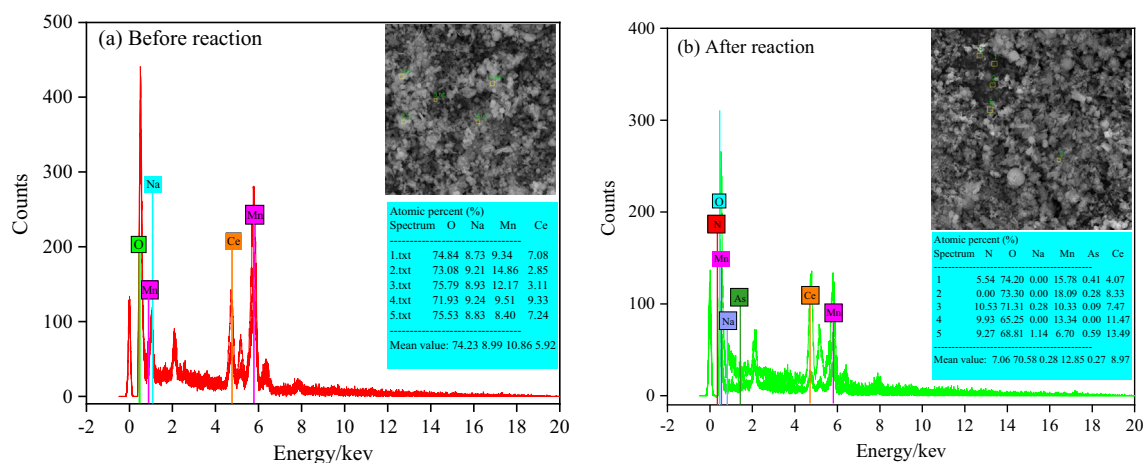 (a) Before reaction
Counts
500
400
300
200
100
0
Na
O
Mn
Ce
Mn
Atomic percent (%)
Spectrum O Na Mn Ce
--------------------------------
1.txt 74.84 8.73 9.34 7.08
2.txt 73.08 9.21 14.86 2.85
3.txt 75.79 8.93 12.17 3.11
4.txt 71.93 9.24 9.51 9.33
5.txt 75.53 8.83 8.40 7.24
--------------------------------
Mean value: 74.23 8.99 10.86 5.92
-2 0 2 4 6 8 10 12 14 16 18 20
Energy/kev
(b) After reaction
Counts
400
300
200
100
0
O
N
Mn
Na
As
Ce
Mn
Atomic percent (%)
Spectrum N O Na Mn As Ce
--------------------------------
1 5.54 74.20 0.00 15.78 0.41 4.07
2 0.00 73.30 0.00 18.09 0.28 8.33
3 10.53 71.31 0.28 10.33 0.09 7.47
4 9.93 65.25 0.00 13.34 0.00 11.47
5 9.27 68.81 1.14 6.70 0.59 13.49
--------------------------------
Mean value: 7.06 70.58 0.28 12.85 0.27 8.97
-2 0 2 4 6 8 10 12 14 16 18 20
Energy/kev